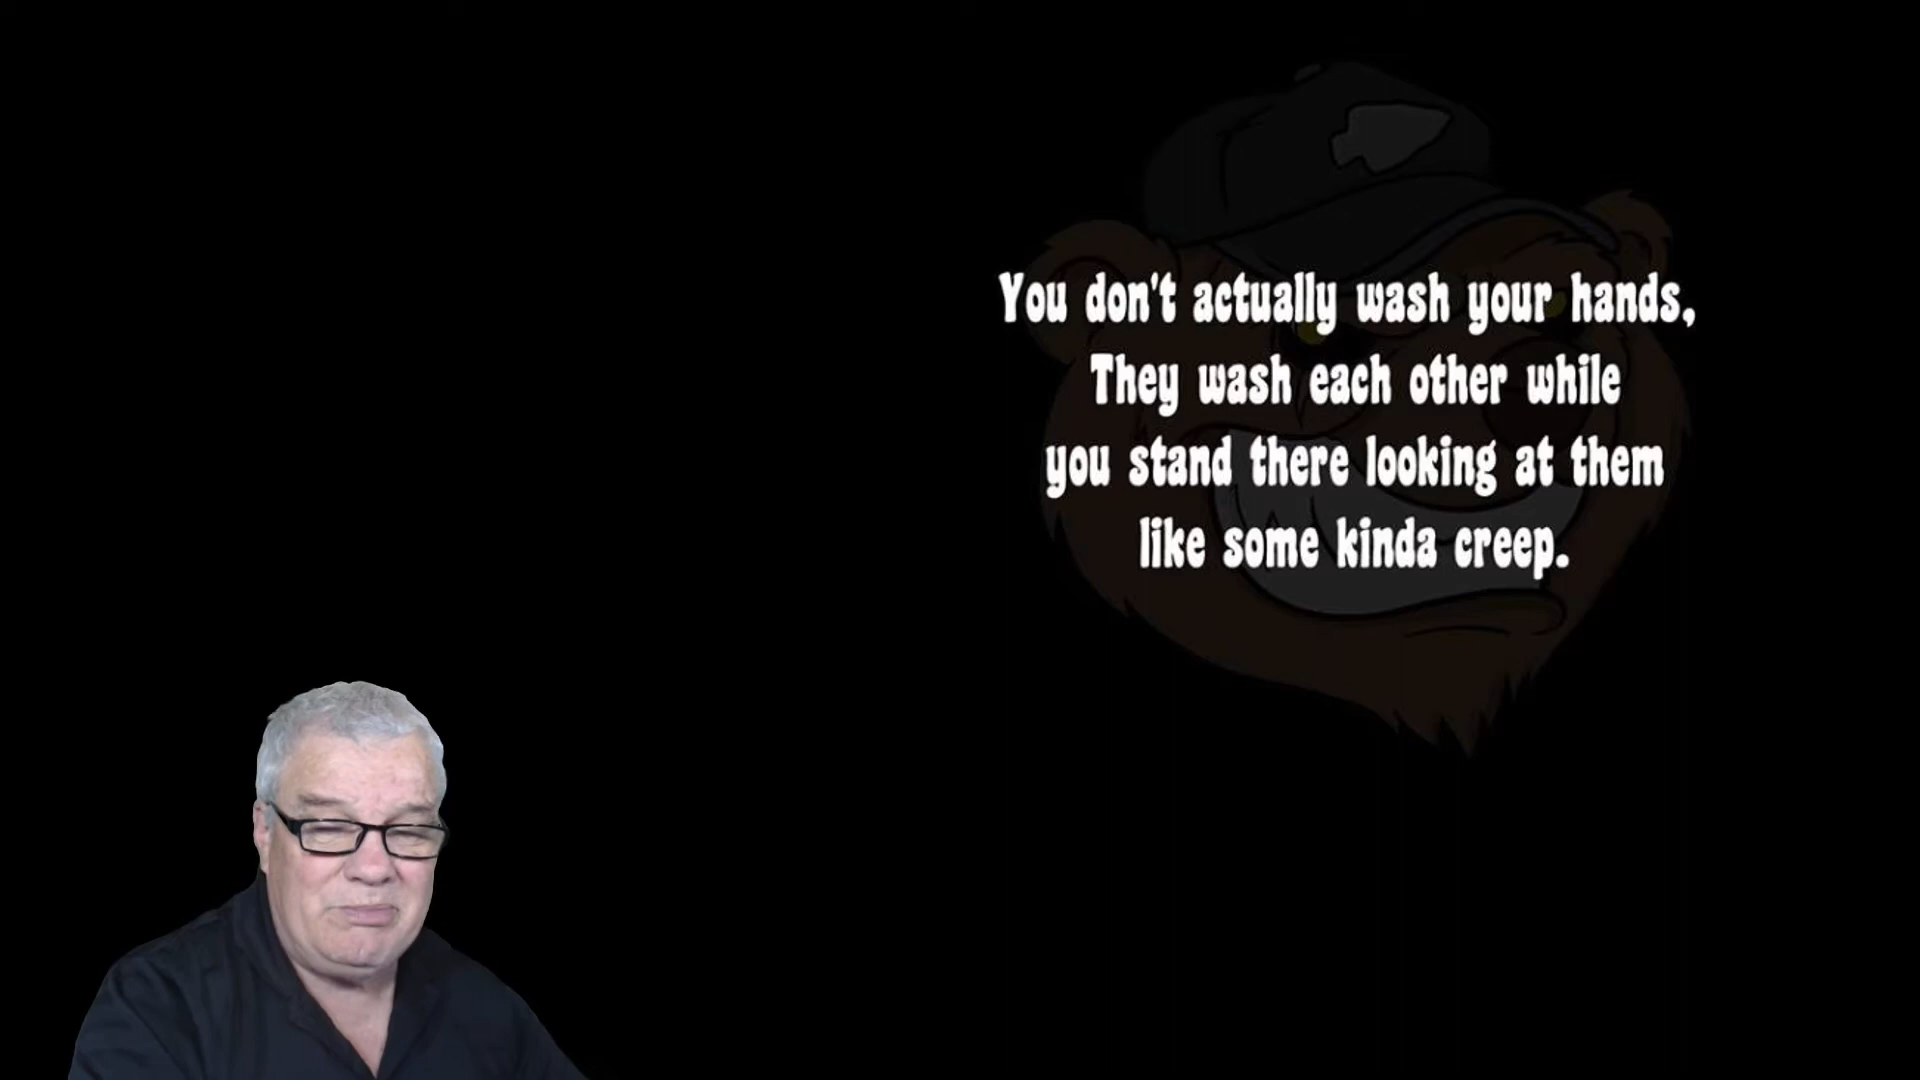 You don't actually wash your hands,
They wash each other while
you stand there looking at them
like some kinda creep.